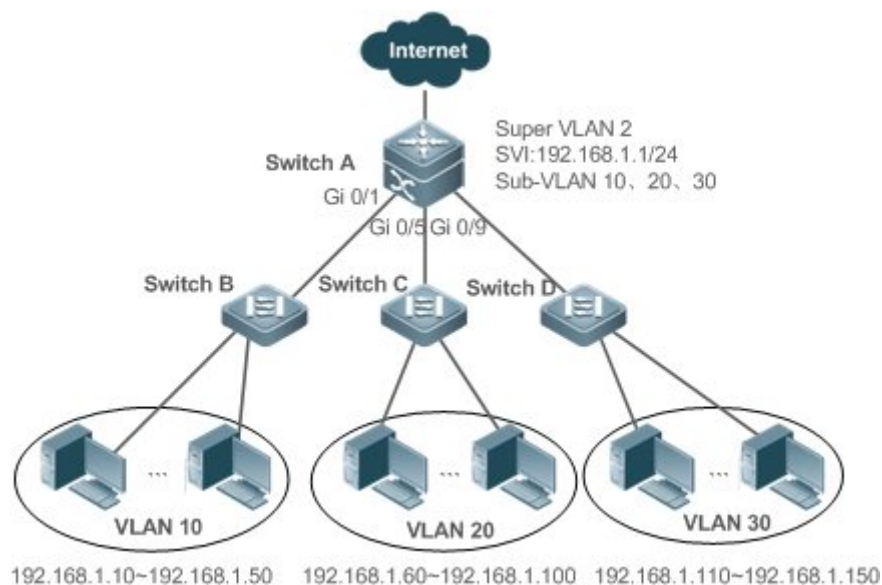 Internet
Super VLAN 2
SVI:192.168.1.1/24
Sub-VLAN 10、20、30
Switch A
Gi 0/1
Gi 0/5
Gi 0/9
Switch B
Switch C
Switch D
...
...
...
VLAN 10
VLAN 20
VLAN 30
192.168.1.10~192.168.1.50
192.168.1.60~192.168.1.100
192.168.1.110~192.168.1.150